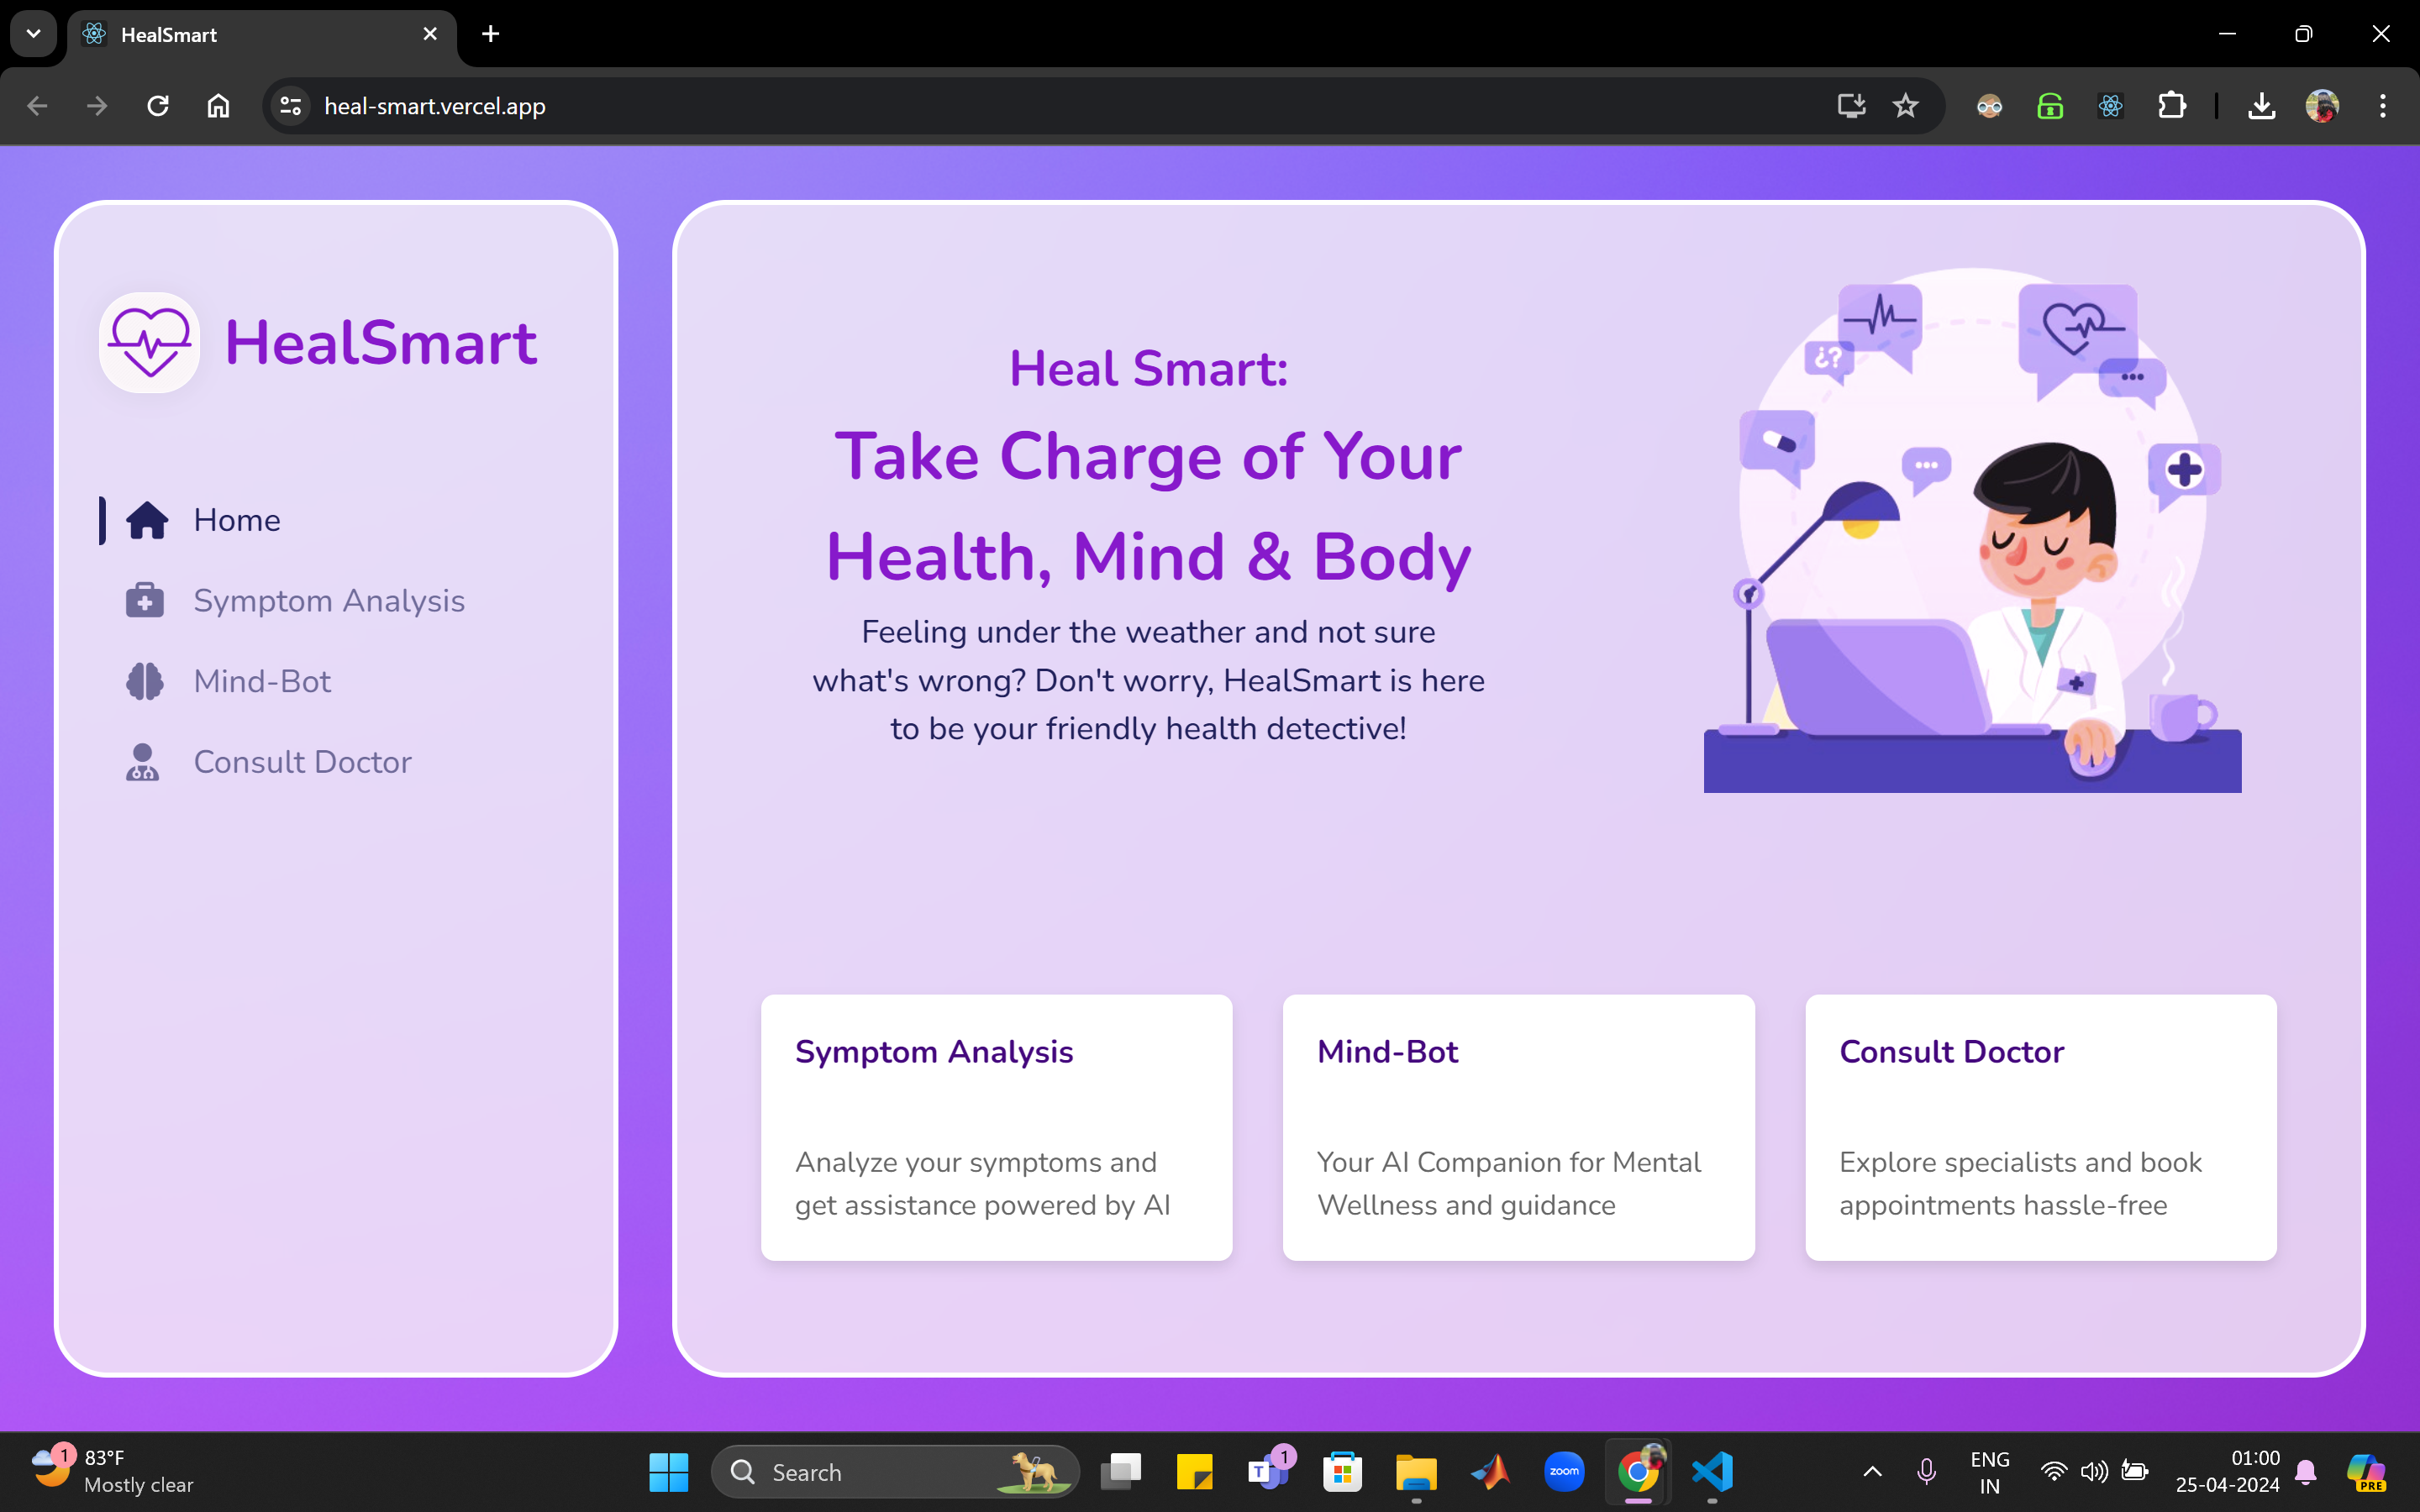 HealSmart
heal-smart.vercel.app
HealSmart
Home
Symptom Analysis
Mind-Bot
Consult Doctor
Heal Smart:
Take Charge of Your
Health, Mind & Body
Feeling under the weather and not sure
what's wrong? Don't worry, HealSmart is here
to be your friendly health detective!
¿?
Symptom Analysis
Analyze your symptoms and
get assistance powered by AI
Mind-Bot
Your AI Companion for Mental
Wellness and guidance
Consult Doctor
Explore specialists and book
appointments hassle-free
1
83°F
Mostly clear
Search
T
1
zoom
ENG
IN
01:00
25-04-2024
PRE